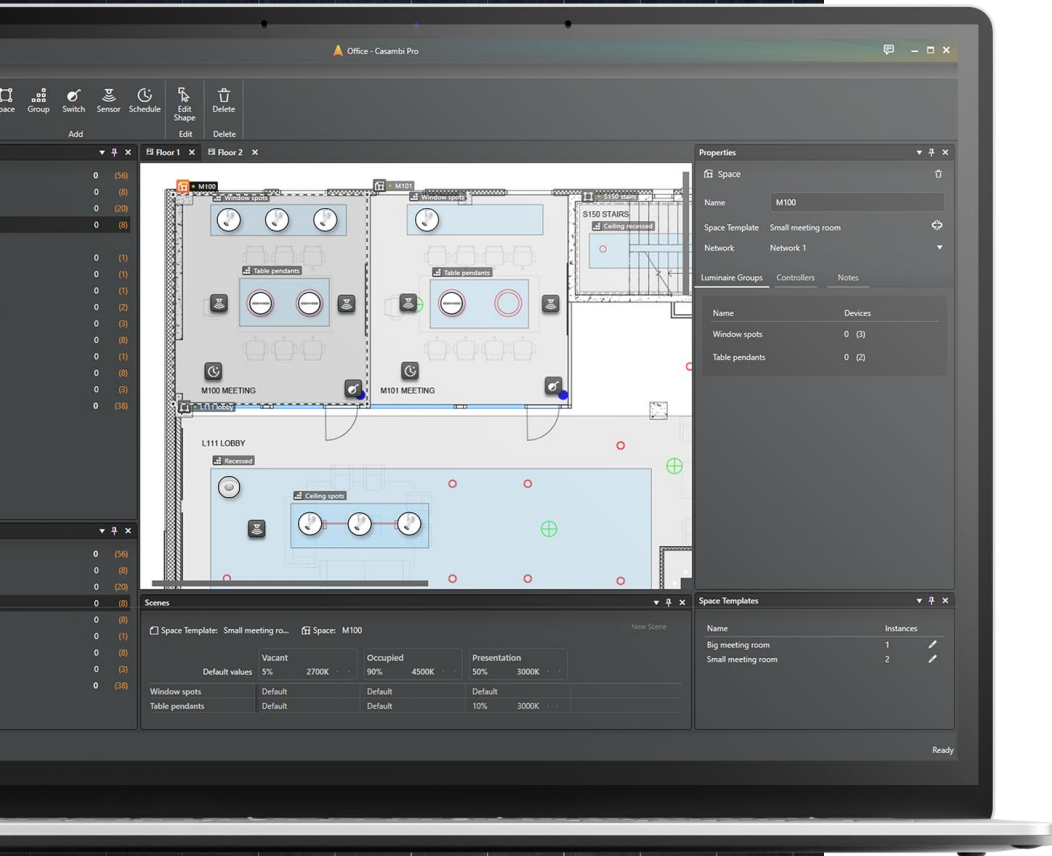 Office - Casambi Pro
pace Group Switch Sensor Schedule Edit Shape Delete
Add Edit Delete
0 (56)
0 (8)
0 (20)
0 (8)
0 (1)
0 (1)
0 (1)
0 (2)
0 (3)
0 (8)
0 (1)
0 (8)
0 (3)
0 (38)
0 (56)
0 (8)
0 (20)
0 (8)
0 (8)
0 (1)
0 (8)
0 (3)
0 (38)
Floor 1 Floor 2
M100
M101
Window spots
Window spots
S150 stairs
S150 STAIRS
Ceiling recessed
Table pendants
Table pendants
M100 MEETING
M101 MEETING
L111 lobby
L111 LOBBY
Recessed
Ceiling spots
Scenes
Space Template: Small meeting ro... Space: M100
New Scene
Vacant Occupied Presentation
Default values 5% 2700K 90% 4500K 50% 3000K
Window spots Default Default Default
Table pendants Default Default 10% 3000K
Properties
Space
Name M100
Space Template Small meeting room
Network Network 1
Luminaire Groups Controllers Notes
Name Devices
Window spots 0 (3)
Table pendants 0 (2)
Space Templates
Name Instances
Big meeting room 1
Small meeting room 2
Ready